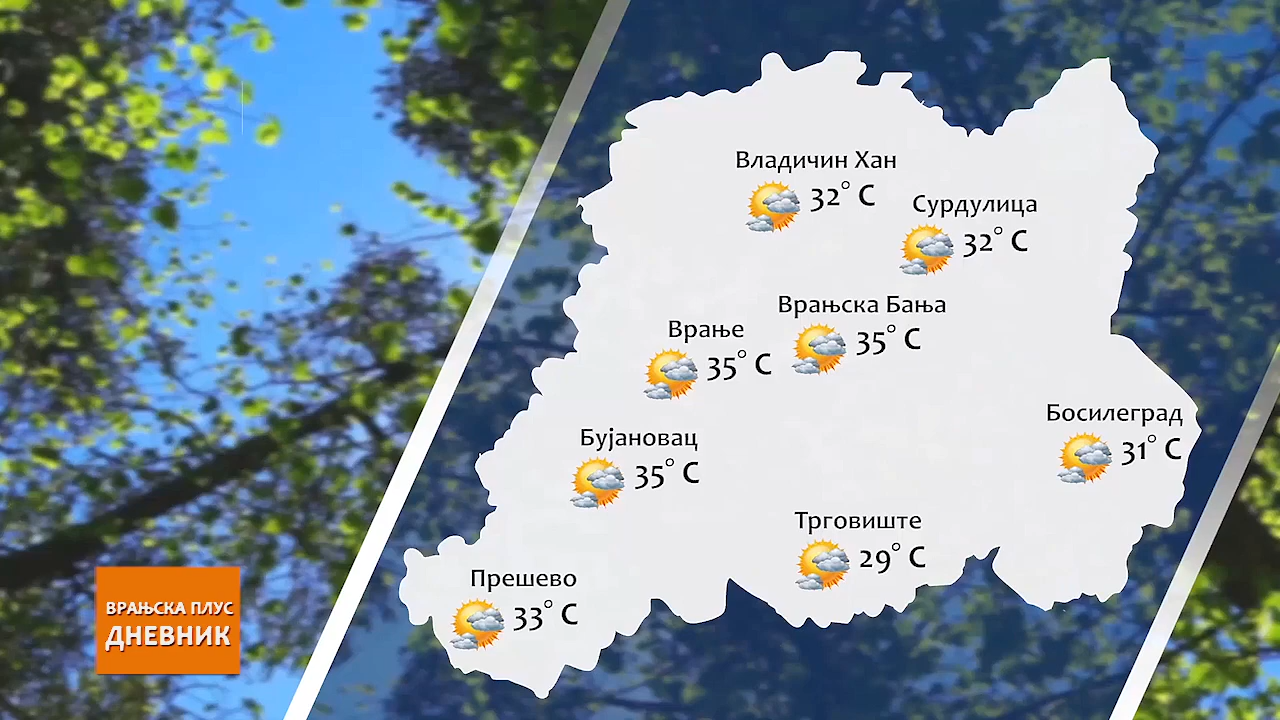 Владичин Хан
32° C
Сурдулица
32° C
Врањска Бања
35° C
Врање
35° C
Босилеград
31° C
Бујановац
35° C
Трговиште
29° C
Прешево
33° C
ВРАЊСКА ПЛУС
ДНЕВНИК